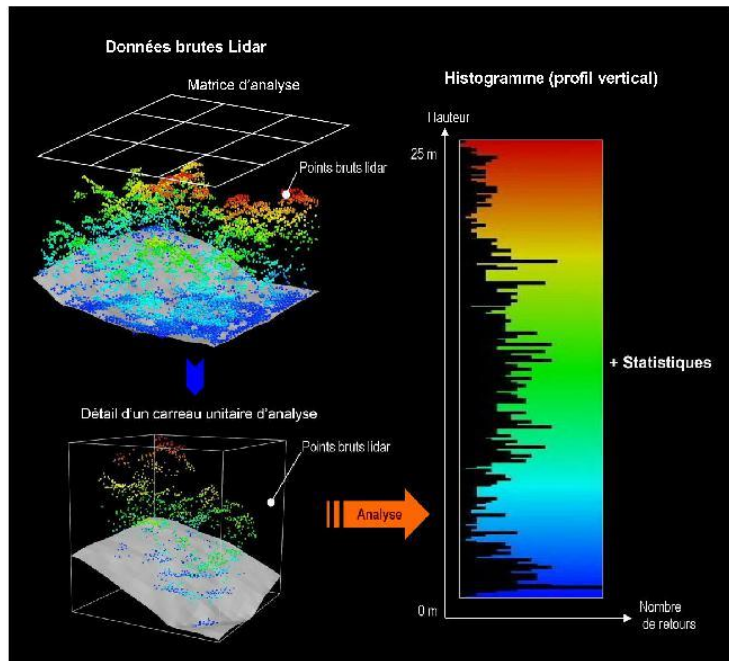 Données brutes Lidar
Matrice d'analyse
Points bruts lidar
Détail d'un carreau unitaire d'analyse
Points bruts lidar
Analyse
Histogramme (profil vertical)
Hauteur
25 m
+ Statistiques
0 m
Nombre
de retours